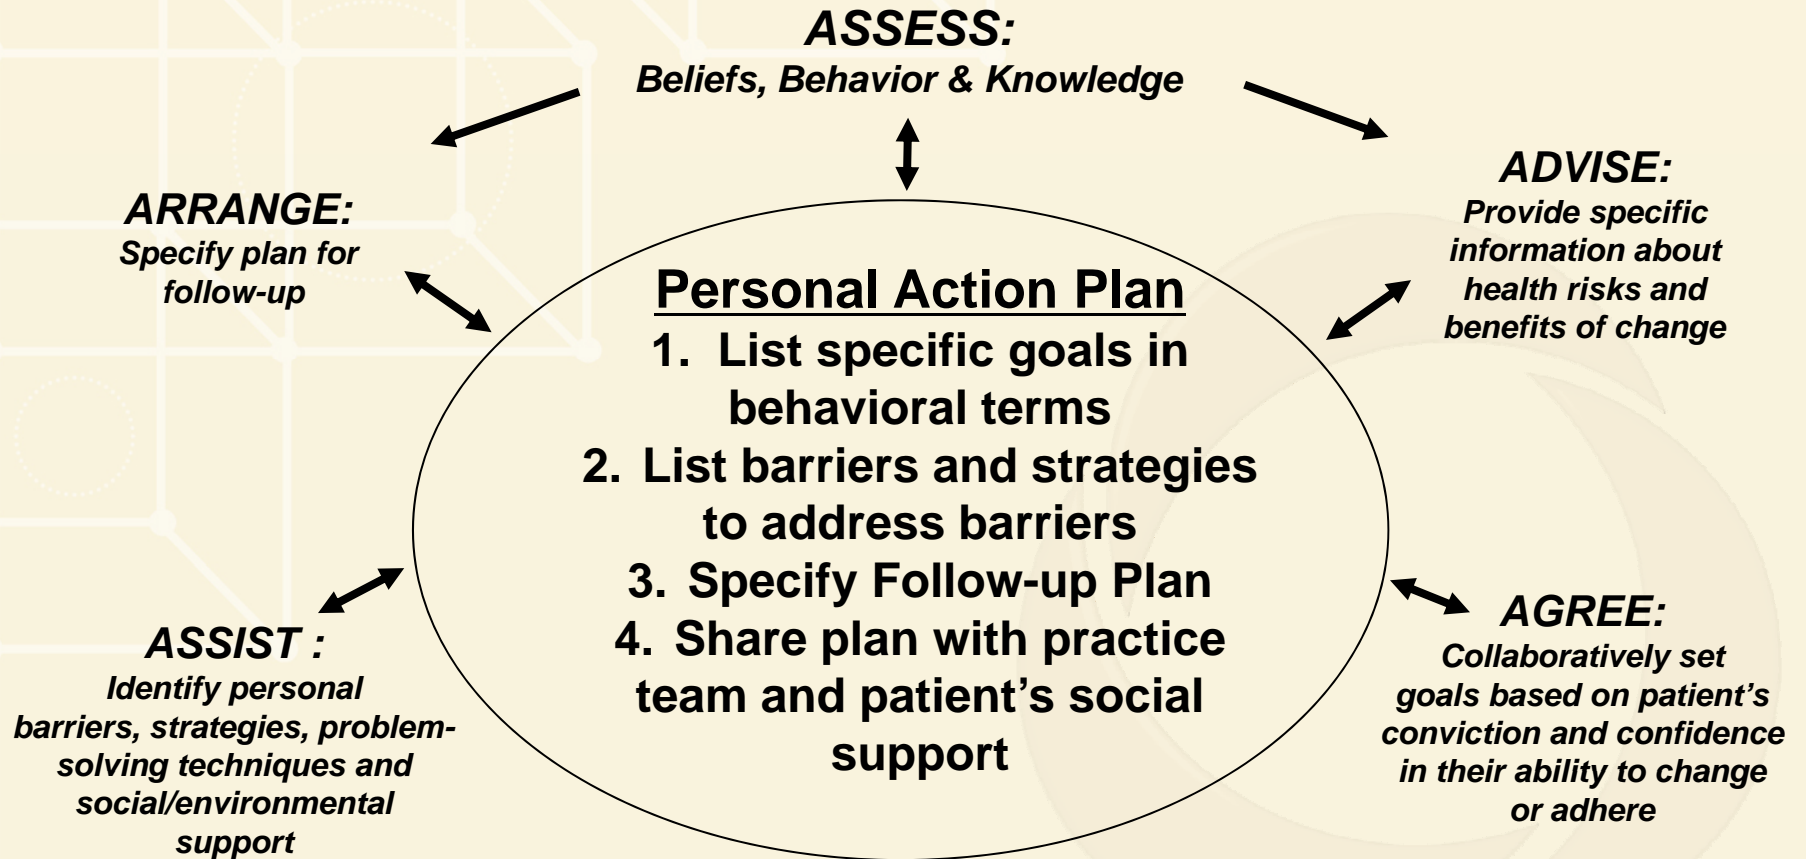 ASSESS:
Beliefs, Behavior & Knowledge
ADVISE:
Provide specific
information about
health risks and
benefits of change
ARRANGE:
Specify plan for
follow-up
Personal Action Plan
1. List specific goals in
behavioral terms
2. List barriers and strategies
to address barriers
3. Specify Follow-up Plan
4. Share plan with practice
team and patient’s social
support
ASSIST :
Identify personal
barriers, strategies, problem-
solving techniques and
social/environmental
support
AGREE:
Collaboratively set
goals based on patient’s
conviction and confidence
in their ability to change
or adhere